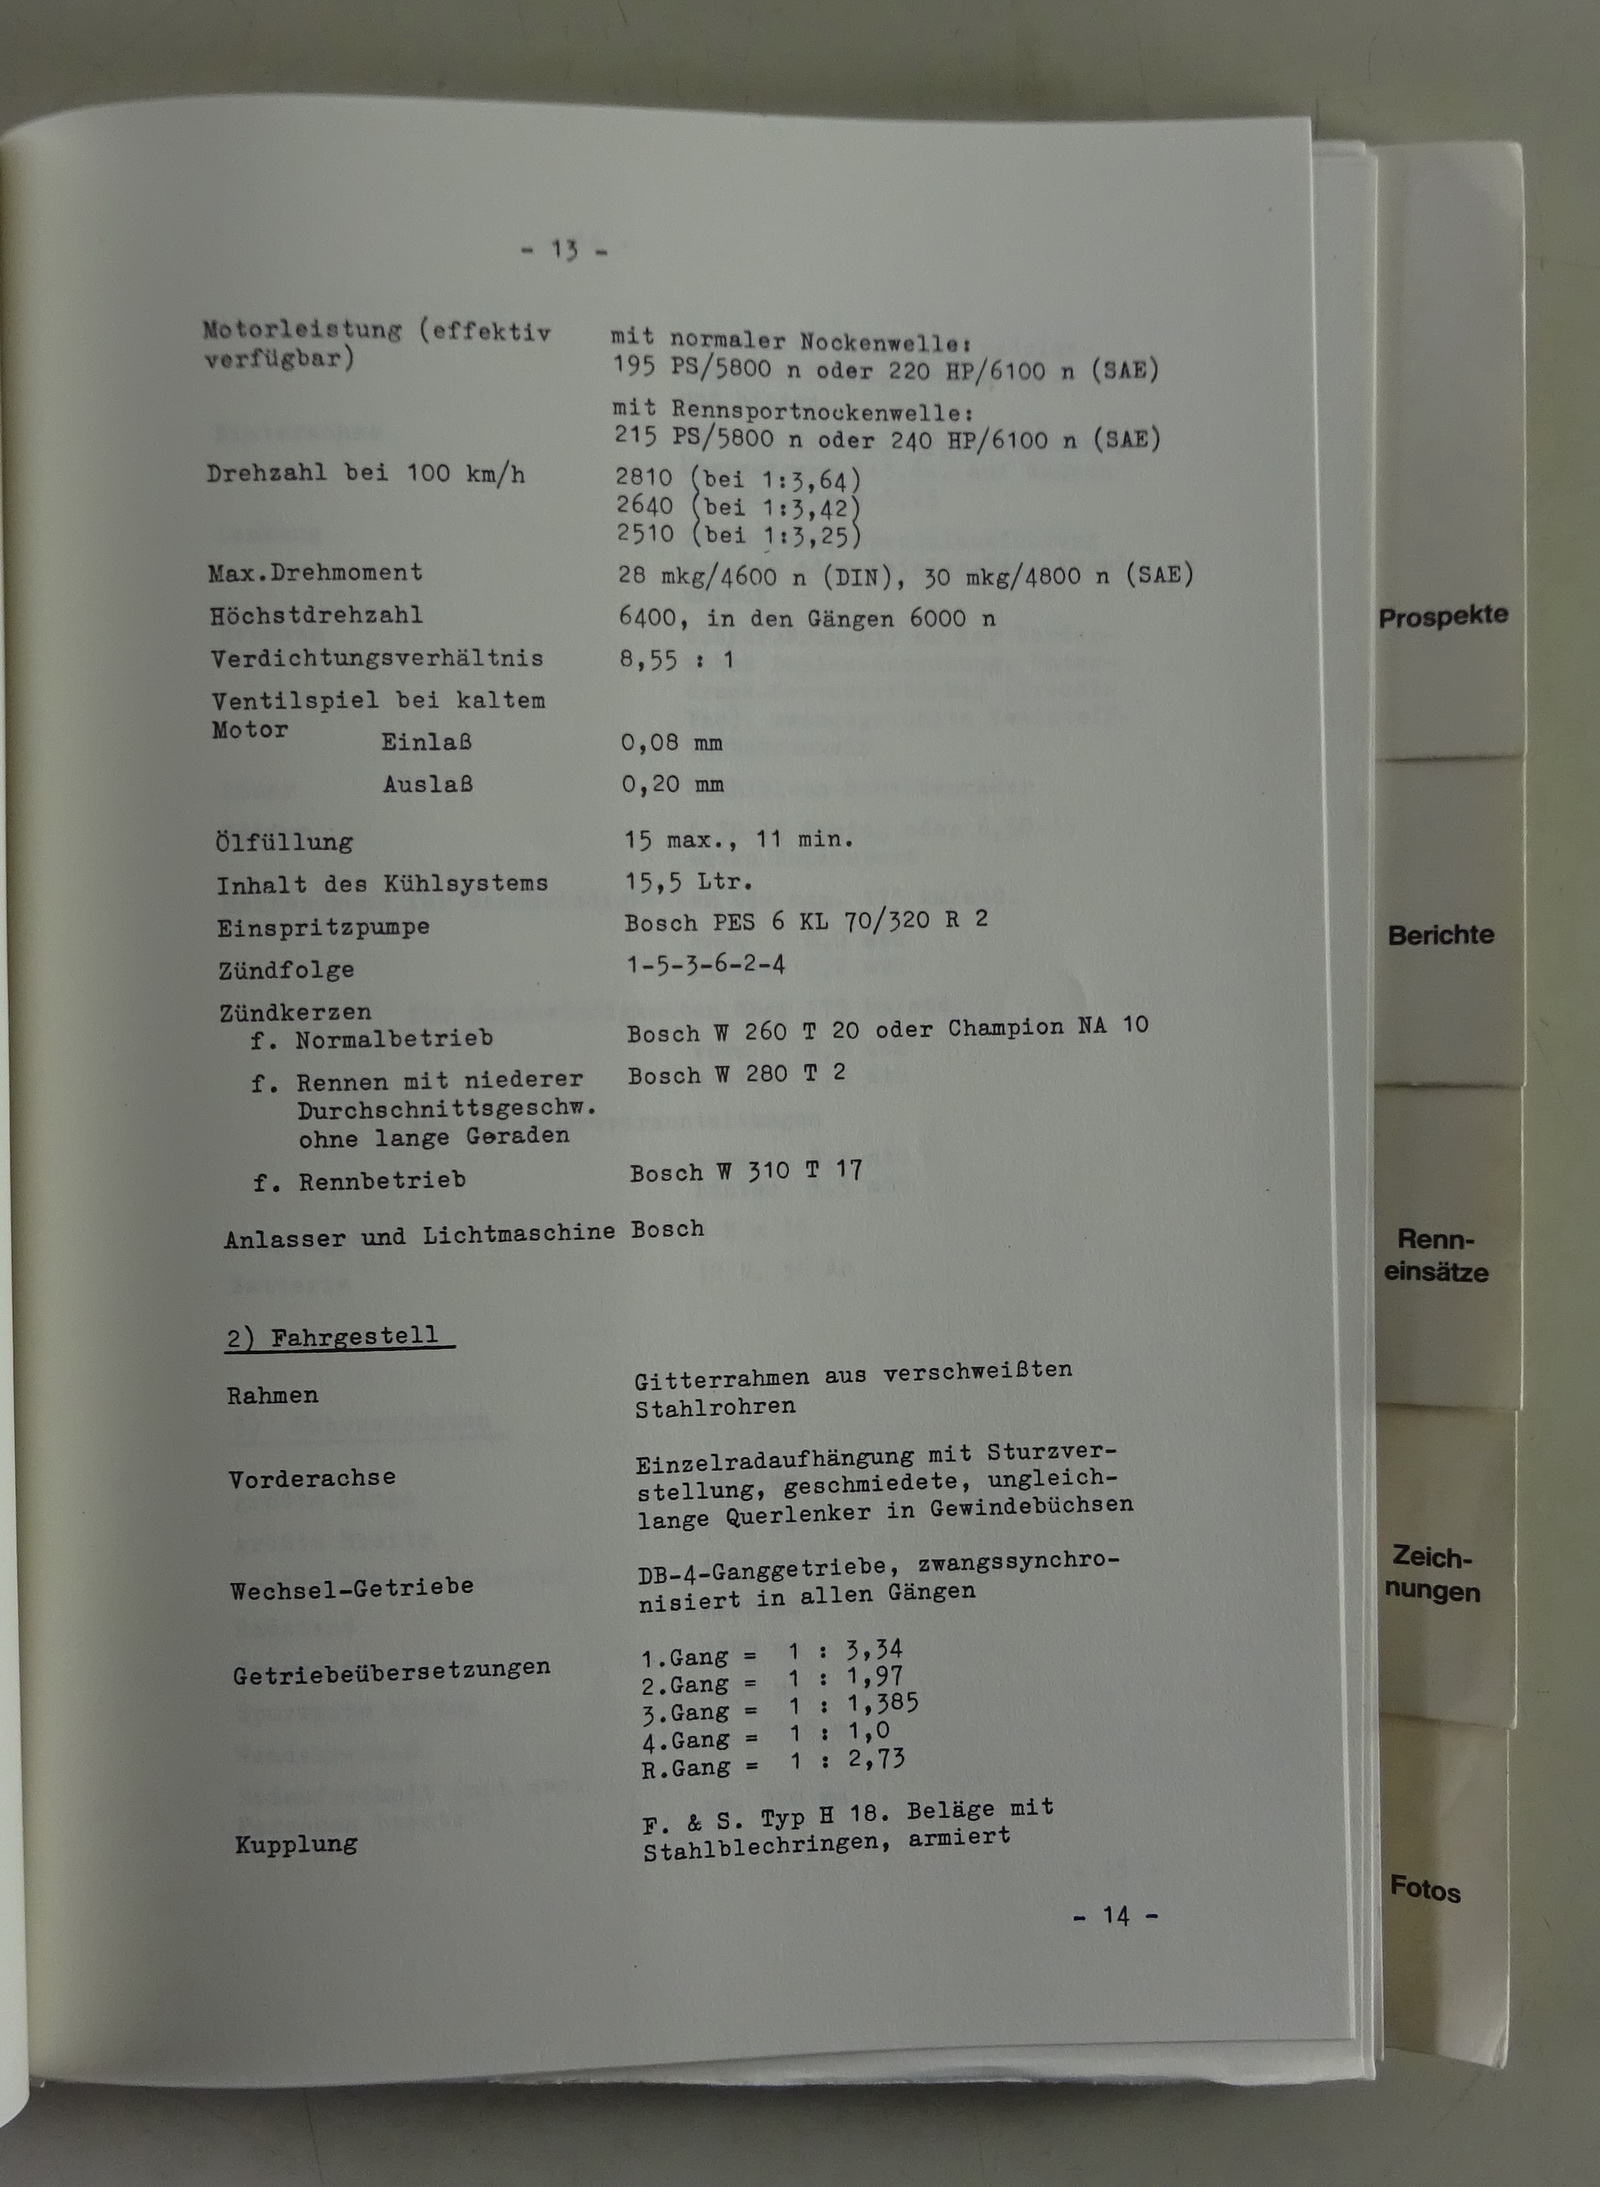 - 13 -
Motorleistung (effektiv verfügbar)
mit normaler Nockenwelle:
195 PS/5800 n oder 220 HP/6100 n (SAE)
mit Rennsportnockenwelle:
215 PS/5800 n oder 240 HP/6100 n (SAE)
Drehzahl bei 100 km/h 2810 (bei 1:3,64)
2640 (bei 1:3,42)
2510 (bei 1:3,25)
Max.Drehmoment 28 mkg/4600 n (DIN), 30 mkg/4800 n (SAE)
Höchstdrehzahl 6400, in den Gängen 6000 n
Verdichtungsverhältnis 8,55 : 1
Ventilspiel bei kaltem
Motor
Einlaß 0,08 mm
Auslaß 0,20 mm
Ölfüllung 15 max., 11 min.
Inhalt des Kühlsystems 15,5 Ltr.
Einspritzpumpe Bosch PES 6 KL 70/320 R 2
Zündfolge 1-5-3-6-2-4
Zündkerzen
f. Normalbetrieb Bosch W 260 T 20 oder Champion NA 10
f. Rennen mit niederer Bosch W 280 T 2
Durchschnittsgeschw.
ohne lange Geraden
f. Rennbetrieb Bosch W 310 T 17
Anlasser und Lichtmaschine Bosch
2) Fahrgestell
Rahmen Gitterrahmen aus verschweißten
Stahlrohren
Vorderachse Einzelradaufhängung mit Sturzver-
stellung, geschmiedete, ungleich-
lange Querlenker in Gewindebüchsen
Wechsel-Getriebe DB-4-Ganggetriebe, zwangssynchro-
nisiert in allen Gängen
Getriebeübersetzungen 1.Gang = 1 : 3,34
2.Gang = 1 : 1,97
3.Gang = 1 : 1,385
4.Gang = 1 : 1,0
R.Gang = 1 : 2,73
Kupplung F. & S. Typ H 18. Beläge mit
Stahlblechringen, armiert
- 14 -
Prospekte
Berichte
Renn-
einsätze
Zeich-
nungen
Fotos